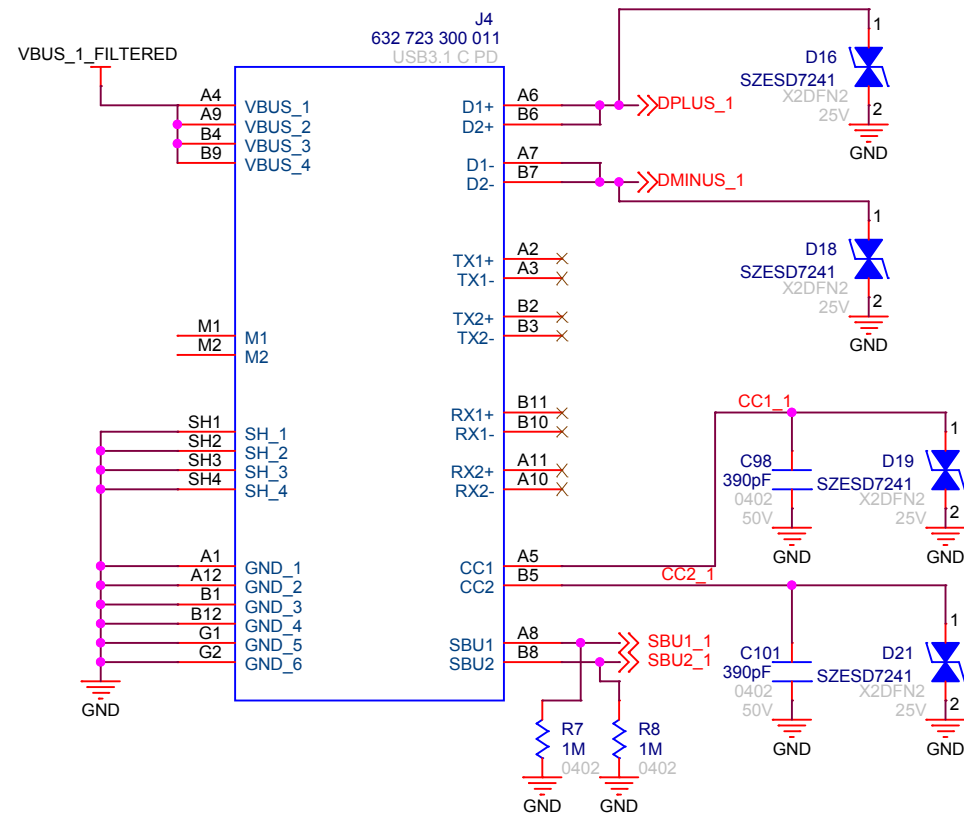 J4
632 723 300 011
USB3.1 C PD
VBUS_1_FILTERED
A4 VBUS_1
A9 VBUS_2
B4 VBUS_3
B9 VBUS_4
M1 M1
M2 M2
SH1 SH_1
SH2 SH_2
SH3 SH_3
SH4 SH_4
A1 GND_1
A12 GND_2
B1 GND_3
B12 GND_4
G1 GND_5
G2 GND_6
GND
D1+ A6
D2+ B6
DPLUS_1
D1- A7
D2- B7
DMINUS_1
TX1+ A2
TX1- A3
TX2+ B2
TX2- B3
RX1+ B11
RX1- B10
RX2+ A11
RX2- A10
CC1 A5
CC2 B5
SBU1 A8
SBU2 B8
SBU1_1
SBU2_1
R7
1M
0402
GND
R8
1M
0402
GND
1
D16
SZESD7241
X2DFN2
25V
2
GND
1
D18
SZESD7241
X2DFN2
25V
2
GND
CC1_1
C98
390pF
0402
50V
GND
1
D19
SZESD7241
X2DFN2
25V
2
GND
CC2_1
C101
390pF
0402
50V
GND
1
D21
SZESD7241
X2DFN2
25V
2
GND